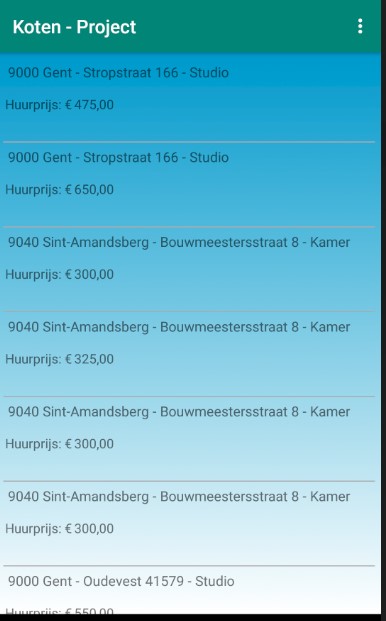 Koten - Project
9000 Gent - Stropstraat 166 - Studio
Huurprijs: € 475,00
9000 Gent - Stropstraat 166 - Studio
Huurprijs: € 650,00
9040 Sint-Amandsberg - Bouwmeestersstraat 8 - Kamer
Huurprijs: € 300,00
9040 Sint-Amandsberg - Bouwmeestersstraat 8 - Kamer
Huurprijs: € 325,00
9040 Sint-Amandsberg - Bouwmeestersstraat 8 - Kamer
Huurprijs: € 300,00
9040 Sint-Amandsberg - Bouwmeestersstraat 8 - Kamer
Huurprijs: € 300,00
9000 Gent - Oudevest 41579 - Studio
Huurprijs: € 550,00